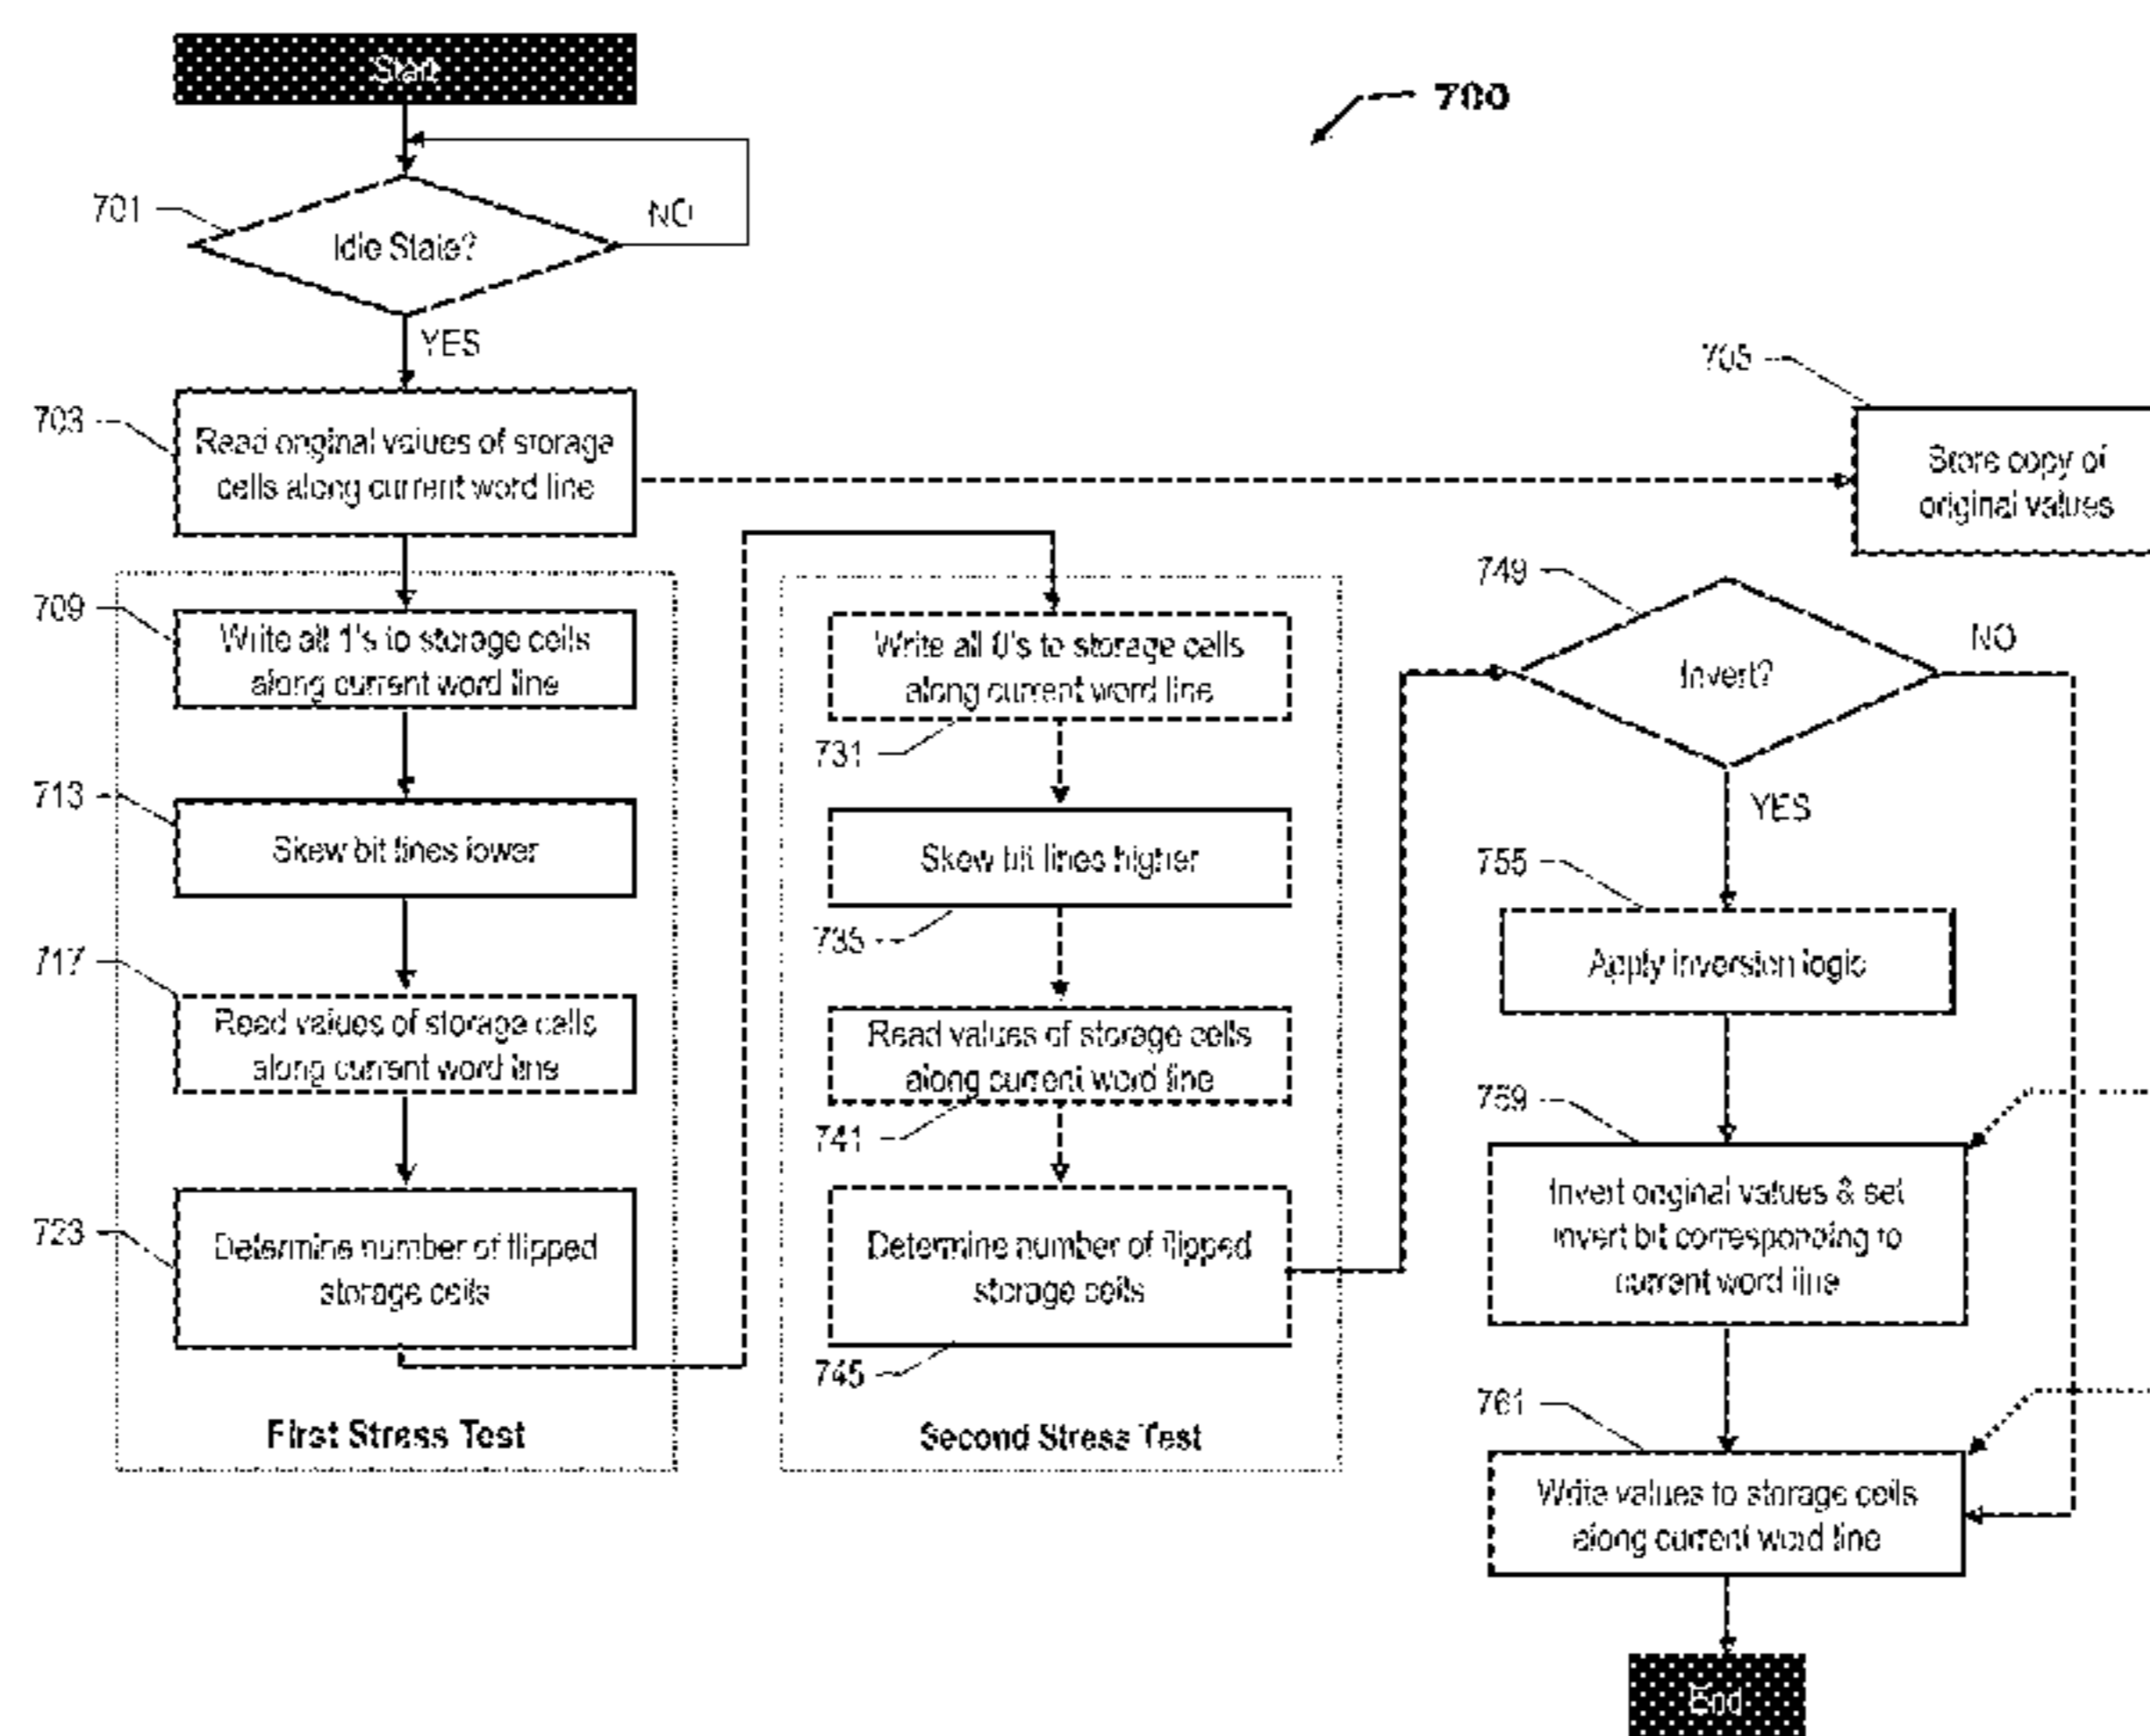 Start
700
701
Idle State?
NO
YES
703
Read original values of storage
cells along current word line
705
Store copy of
original values
709
Write all 1's to storage cells
along current word line
713
Skew bit lines lower
717
Read values of storage cells
along current word line
723
Determine number of flipped
storage cells
First Stress Test
Write all 0's to storage cells
along current word line
731
Skew bit lines higher
735
Read values of storage cells
along current word line
741
Determine number of flipped
storage cells
745
Second Stress Test
749
Invert?
NO
YES
755
Apply inversion logic
759
Invert original values & set
invert bit corresponding to
current word line
761
Write values to storage cells
along current word line
End